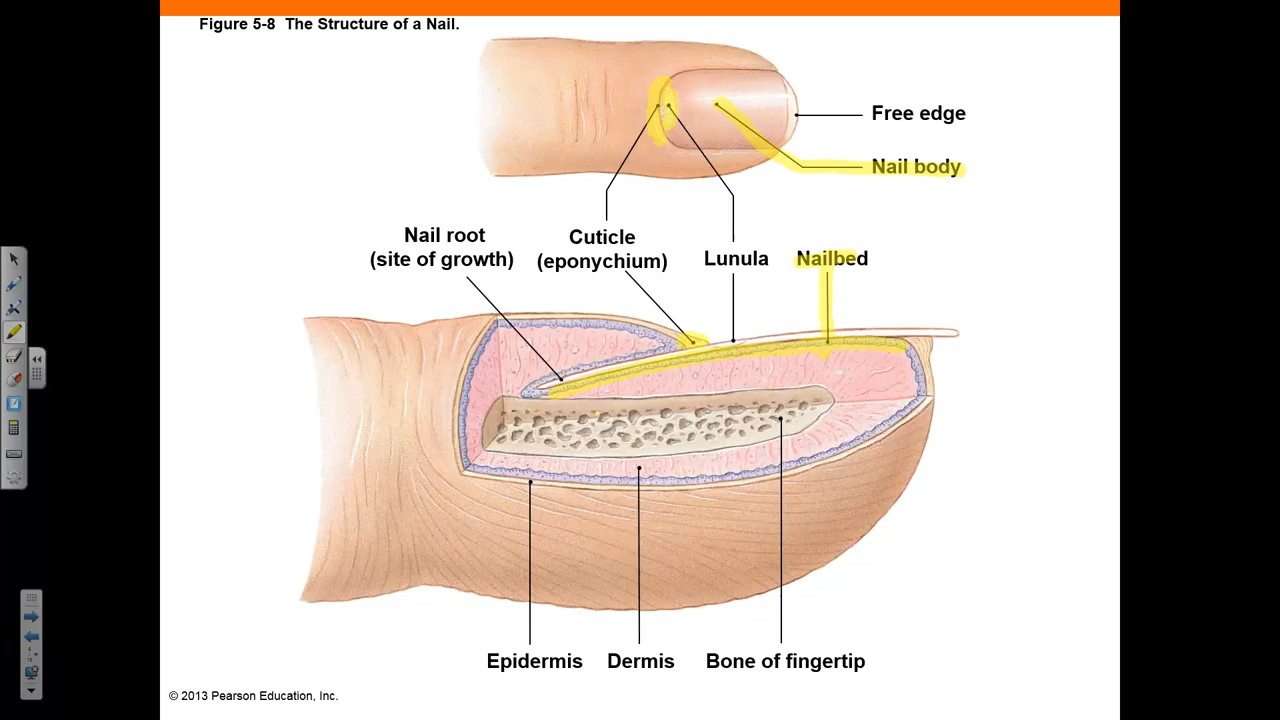 Figure 5-8 The Structure of a Nail.
Free edge
Nail body
Nail root
(site of growth)
Cuticle
(eponychium)
Lunula
Nailbed
Epidermis
Dermis
Bone of fingertip
© 2013 Pearson Education, Inc.